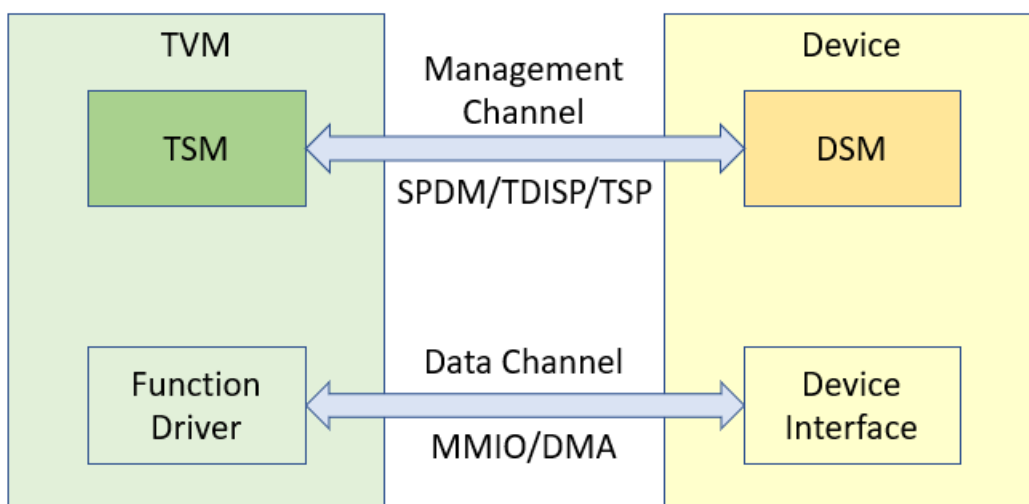 TVM
TSM
Management
Channel
SPDM/TDISP/TSP
Device
DSM
Function
Driver
Data Channel
MMIO/DMA
Device
Interface